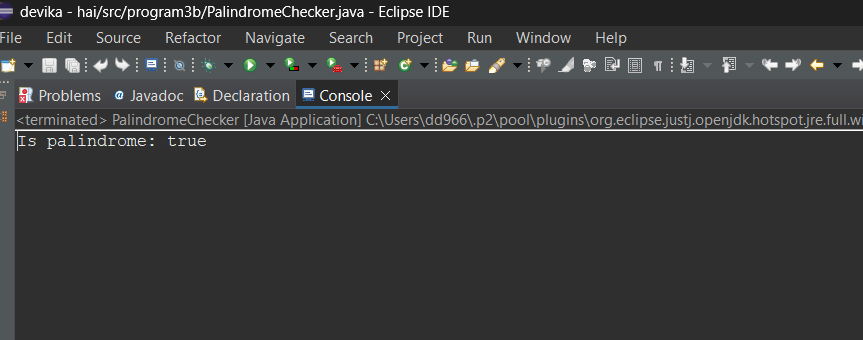 devika - hai/src/program3b/PalindromeChecker.java - Eclipse IDE
File Edit Source Refactor Navigate Search Project Run Window Help
Problems @ Javadoc Declaration Console
<terminated> PalindromeChecker [Java Application] C:\Users\dd966\.p2\pool\plugins\org.eclipse.justj.openjdk.hotspot.jre.full.wi
Is palindrome: true